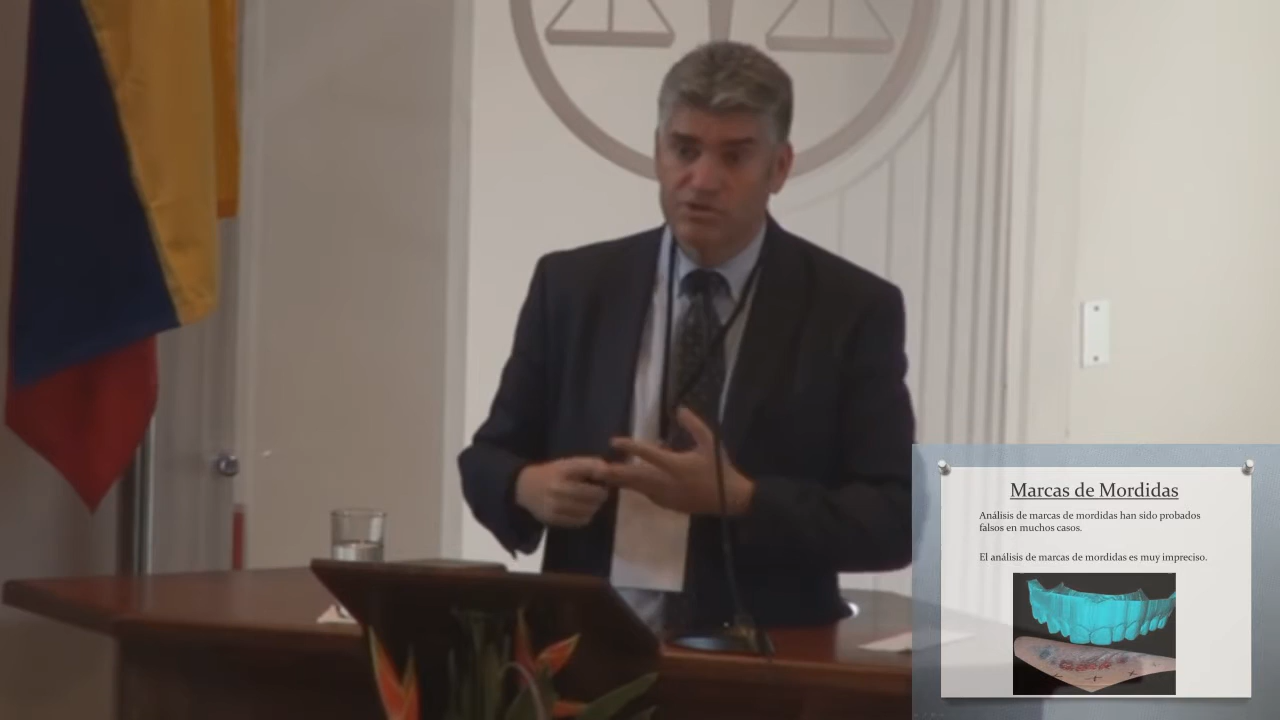 Marcas de Mordidas
Análisis de marcas de mordidas han sido probados
falsos en muchos casos.
El análisis de marcas de mordidas es muy impreciso.